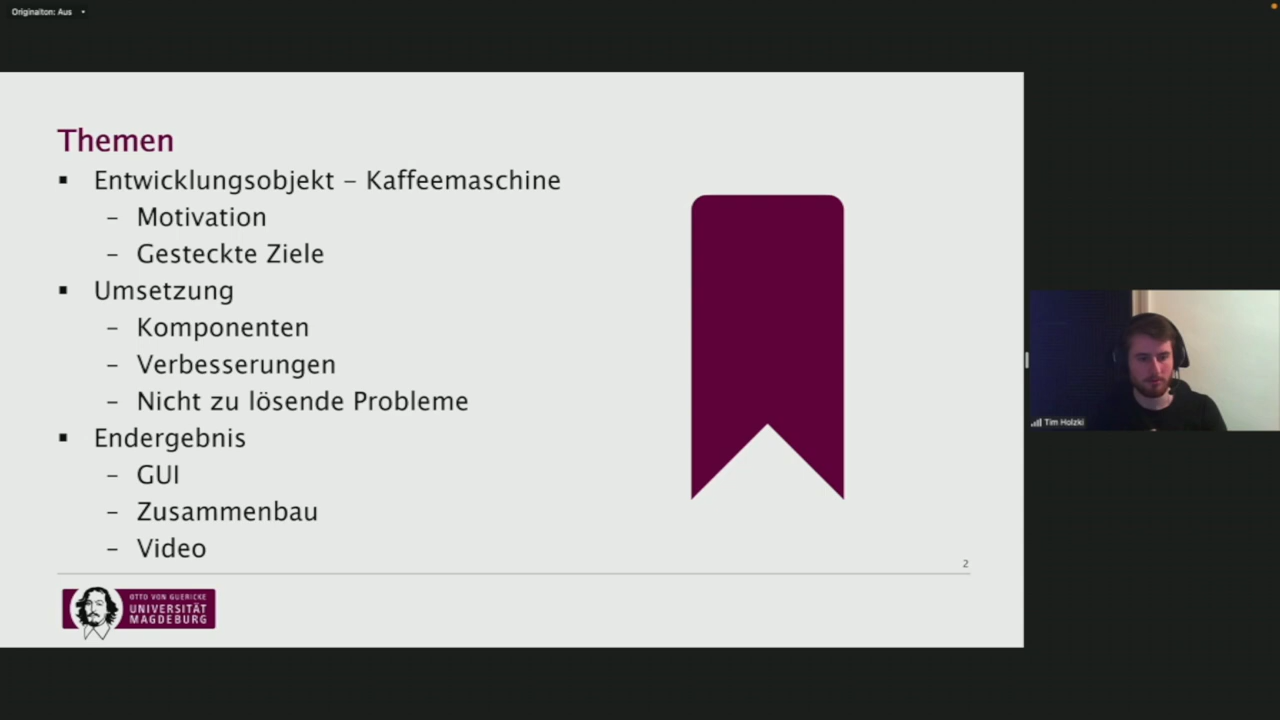 Originalton: Aus
Themen
▪ Entwicklungsobjekt – Kaffeemaschine
– Motivation
– Gesteckte Ziele
▪ Umsetzung
– Komponenten
– Verbesserungen
– Nicht zu lösende Probleme
▪ Endergebnis
– GUI
– Zusammenbau
– Video
2
OTTO VON GUERICKE
UNIVERSITÄT
MAGDEBURG
Tim Holzki